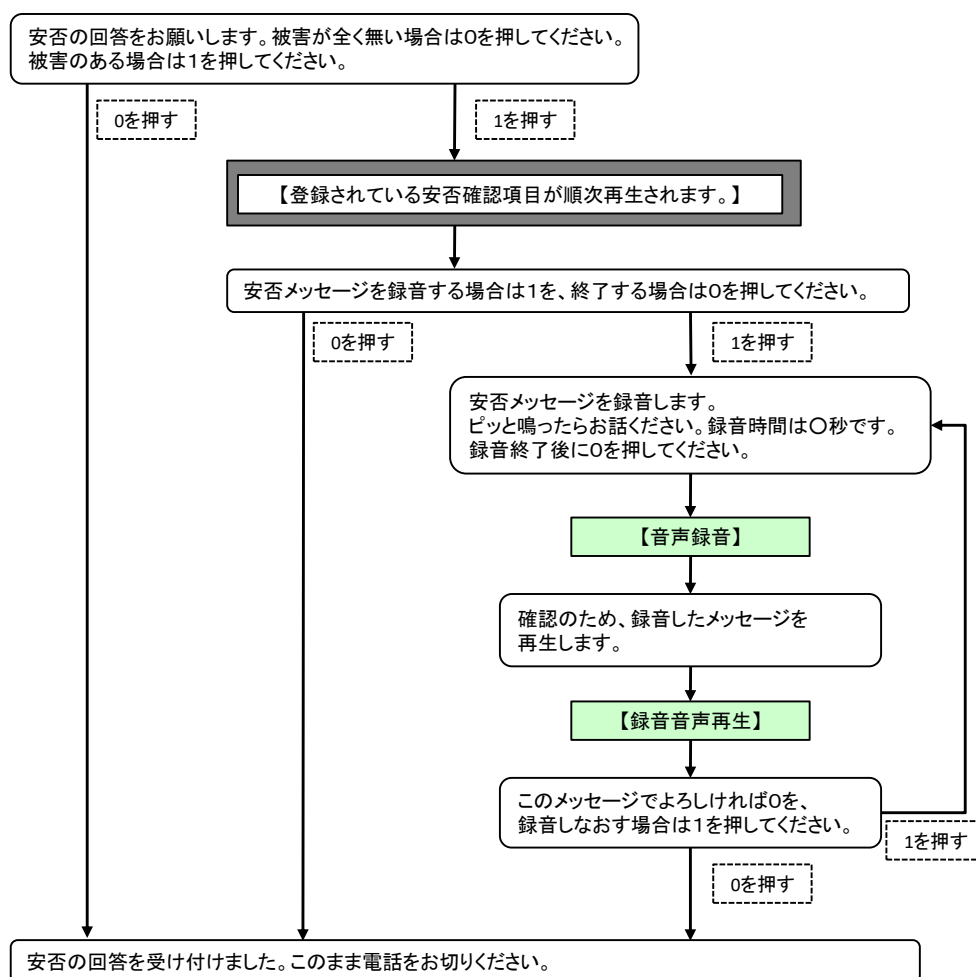 安否の回答をお願いします。被害が全く無い場合は0を押してください。
被害のある場合は1を押してください。
0を押す
1を押す
【登録されている安否確認項目が順次再生されます。】
安否メッセージを録音する場合は1を、終了する場合は0を押してください。
0を押す
1を押す
安否メッセージを録音します。
ピッと鳴ったらお話ください。録音時間は〇秒です。
録音終了後に0を押してください。
【音声録音】
確認のため、録音したメッセージを
再生します。
【録音音声再生】
このメッセージでよろしければ0を、
録音しなおす場合は1を押してください。
1を押す
0を押す
安否の回答を受け付けました。このまま電話をお切りください。